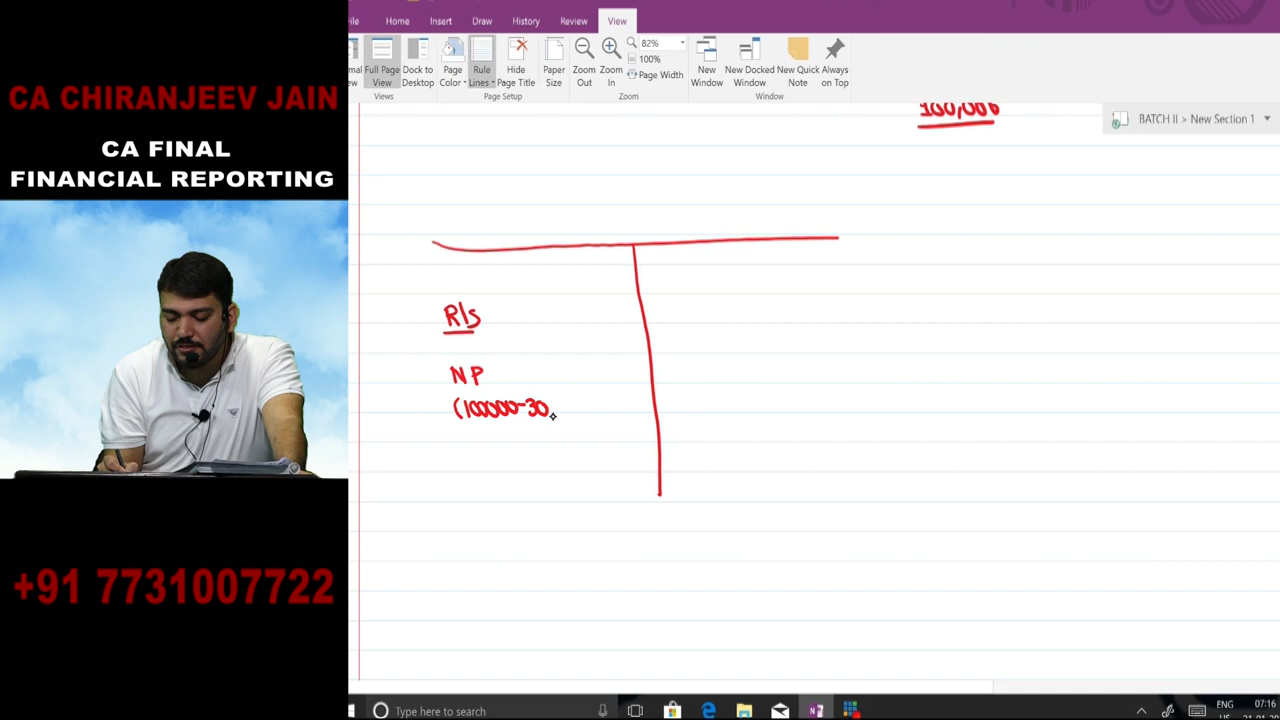 CA CHIRANJEEV JAIN
CA FINAL
FINANCIAL REPORTING
+91 7731007722
File Home Insert Draw History Review View
Full Page View
Dock to Desktop
Page Color
Rule Lines
Hide Page Title
Paper Size
Zoom Out
Zoom In
82%
100%
Page Width
New Window
New Docked Window
New Quick Note
Always on Top
Views Page Setup Zoom Window
BATCH II > New Section 1
100,000
R/s
NP
(100000-30
Type here to search
ENG 07:16